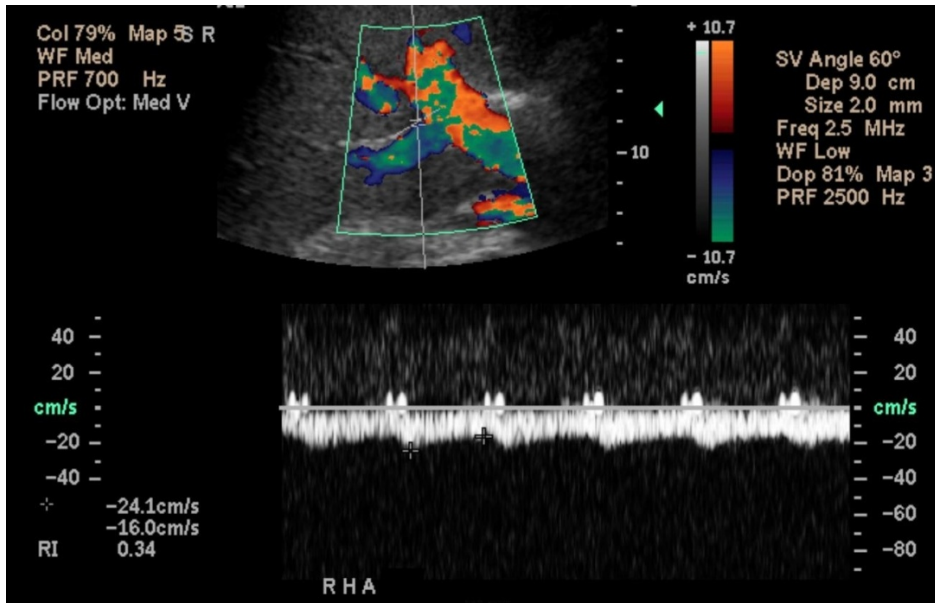 Col 79% Map 5
S R
WF Med
PRF 700 Hz
Flow Opt: Med V
+ 10.7
- 10.7
cm/s
10
SV Angle 60°
Dep 9.0 cm
Size 2.0 mm
Freq 2.5 MHz
WF Low
Dop 81% Map 3
PRF 2500 Hz
40
20
cm/s
-20
-40
-24.1cm/s
-16.0cm/s
RI 0.34
40
20
cm/s
-20
-40
-60
-80
R H A